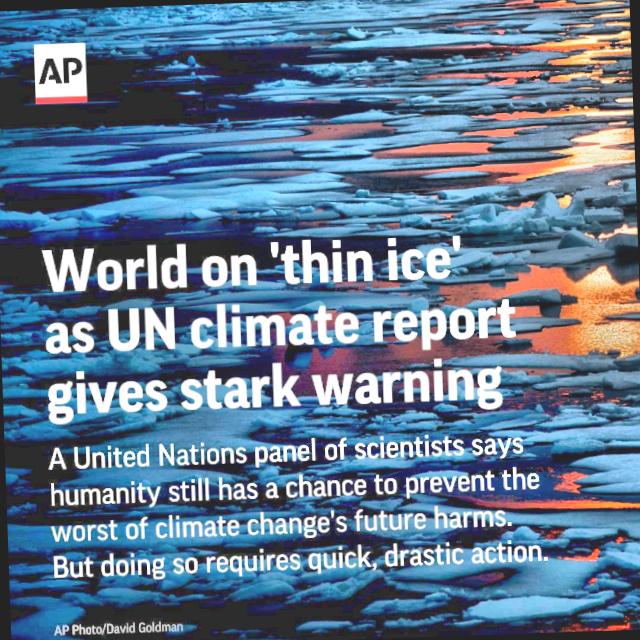 AP
World on 'thin ice'
as UN climate report
gives stark warning
A United Nations panel of scientists says
humanity still has a chance to prevent the
worst of climate change's future harms.
But doing so requires quick, drastic action.
AP Photo/David Goldman